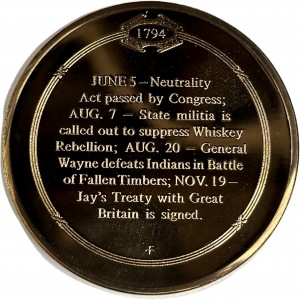 1794
JUNE 5 — Neutrality
Act passed by Congress;
AUG. 7 — State militia is
called out to suppress Whiskey
Rebellion; AUG. 20 — General
Wayne defeats Indians in Battle
of Fallen Timbers; NOV. 19 —
Jay's Treaty with Great
Britain is signed.
F